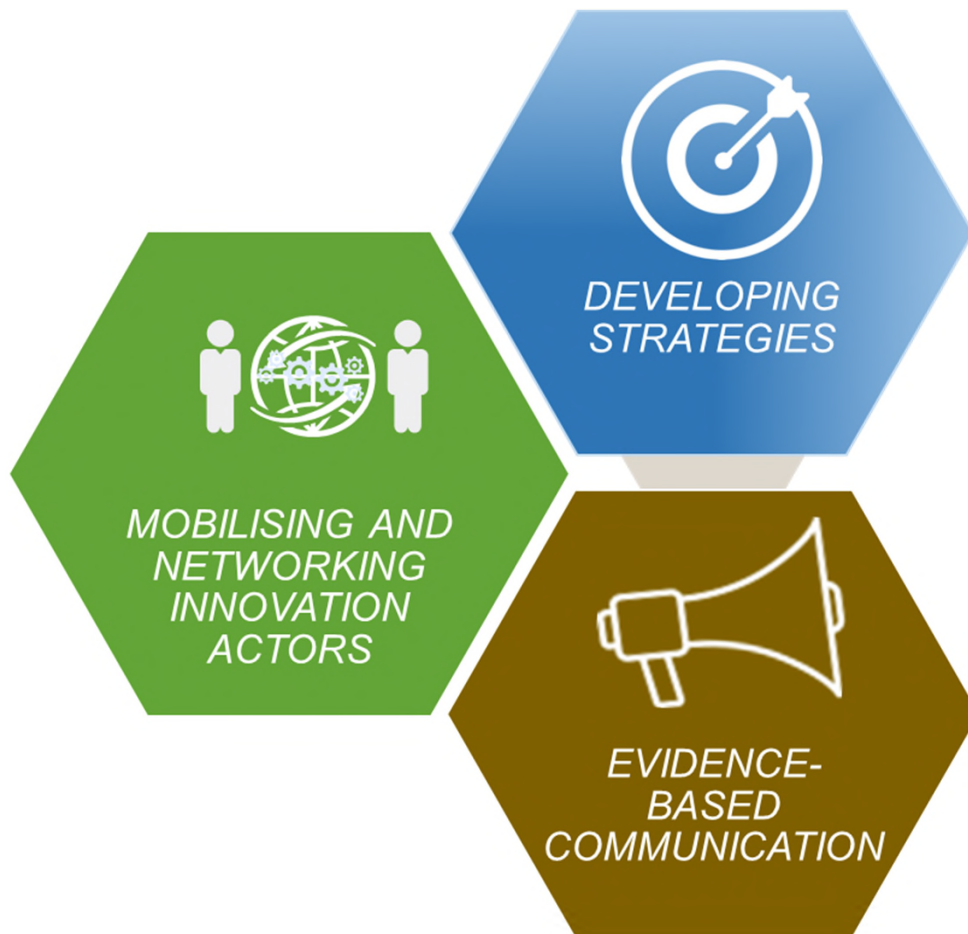 DEVELOPING
STRATEGIES
MOBILISING AND
NETWORKING
INNOVATION
ACTORS
EVIDENCE-
BASED
COMMUNICATION